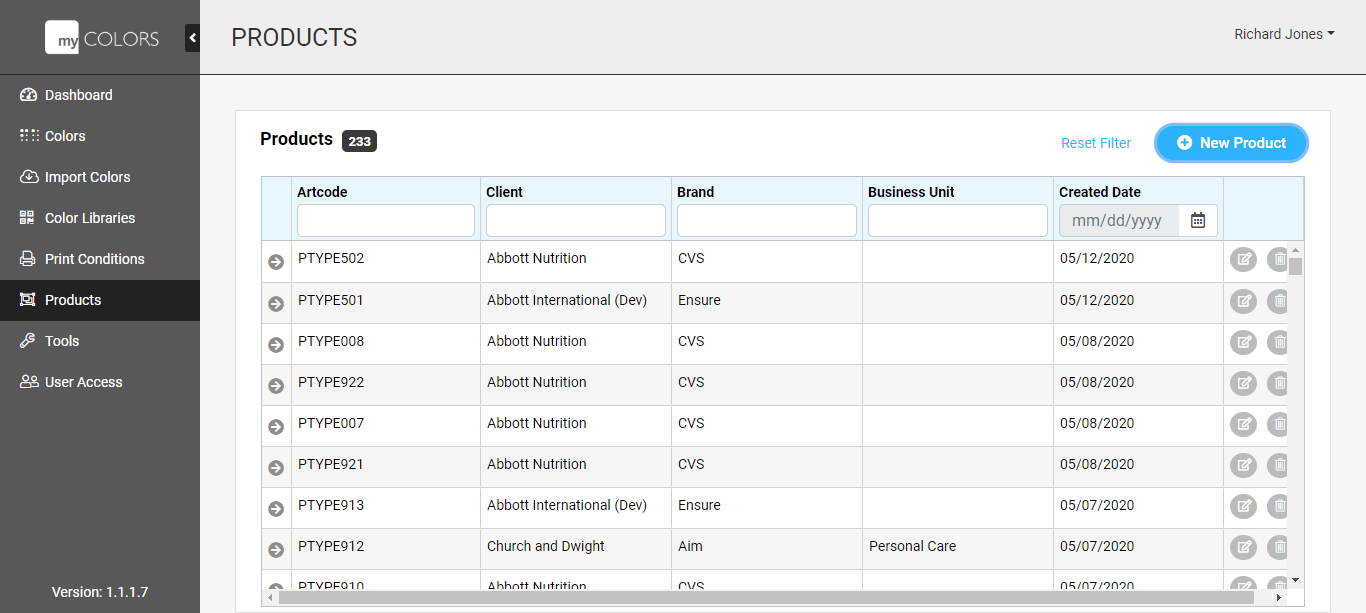 my COLORS
PRODUCTS
Richard Jones
Dashboard
Colors
Import Colors
Color Libraries
Print Conditions
Products
Tools
User Access
Version: 1.1.1.7
Products 233
Reset Filter
New Product
Artcode Client Brand Business Unit Created Date
mm/dd/yyyy
PTYPE502 Abbott Nutrition CVS 05/12/2020
PTYPE501 Abbott International (Dev) Ensure 05/12/2020
PTYPE008 Abbott Nutrition CVS 05/08/2020
PTYPE922 Abbott Nutrition CVS 05/08/2020
PTYPE007 Abbott Nutrition CVS 05/08/2020
PTYPE921 Abbott Nutrition CVS 05/08/2020
PTYPE913 Abbott International (Dev) Ensure 05/07/2020
PTYPE912 Church and Dwight Aim Personal Care 05/07/2020
PTYPE910 Abbott Nutrition CVS 05/07/2020